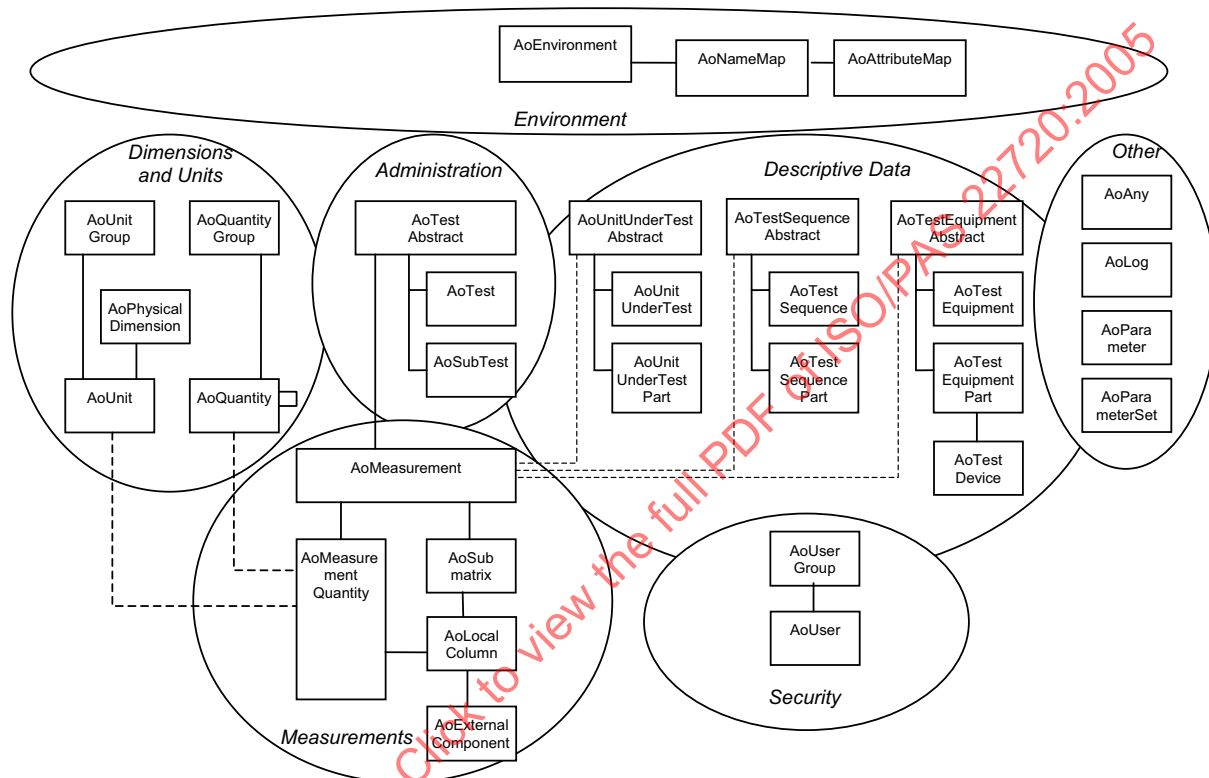 AoEnvironment
AoNameMap
AoAttributeMap
Environment
Dimensions
and Units
AoUnit
Group
AoQuantity
Group
AoPhysical
Dimension
AoUnit
AoQuantity
Administration
AoTest
Abstract
AoTest
AoSubTest
Descriptive Data
AoUnitUnderTest
Abstract
AoUnit
UnderTest
AoUnit
UnderTest
Part
AoTestSequence
Abstract
AoTest
Sequence
AoTest
Sequence
Part
AoTestEquipment
Abstract
AoTest
Equipment
AoTest
Equipment
Part
AoTest
Device
Other
AoAny
AoLog
AoPara
meter
AoPara
meterSet
AoMeasurement
AoMeasure
ment
Quantity
AoSub
matrix
AoLocal
Column
AoExternal
Component
Measurements
AoUser
Group
AoUser
Security
Click to view the full PDF of ISO/PAS 22720:2005